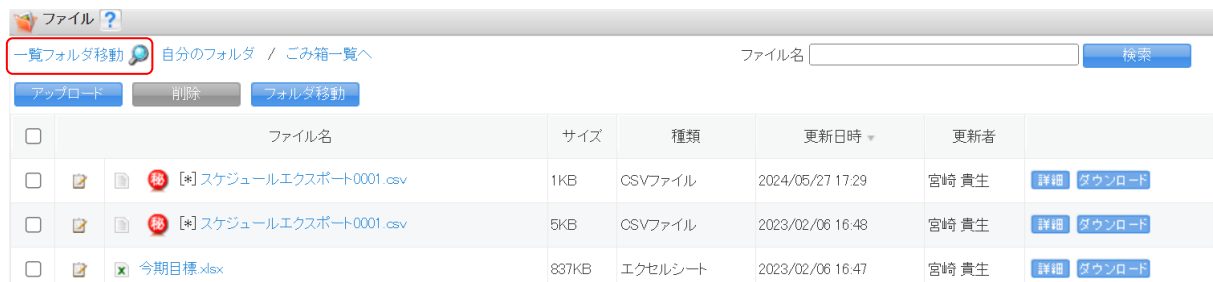 ファイル ?
一覧フォルダ移動 自分のフォルダ / ごみ箱一覧へ ファイル名 検索
アップロード 削除 フォルダ移動
ファイル名 サイズ 種類 更新日時 更新者
秘 [*] スケジュールエクスポート0001.csv 1KB CSVファイル 2024/05/27 17:29 宮崎 貴生 詳細 ダウンロード
秘 [*] スケジュールエクスポート0001.csv 5KB CSVファイル 2023/02/06 16:48 宮崎 貴生 詳細 ダウンロード
今期目標.xlsx 837KB エクセルシート 2023/02/06 16:47 宮崎 貴生 詳細 ダウンロード